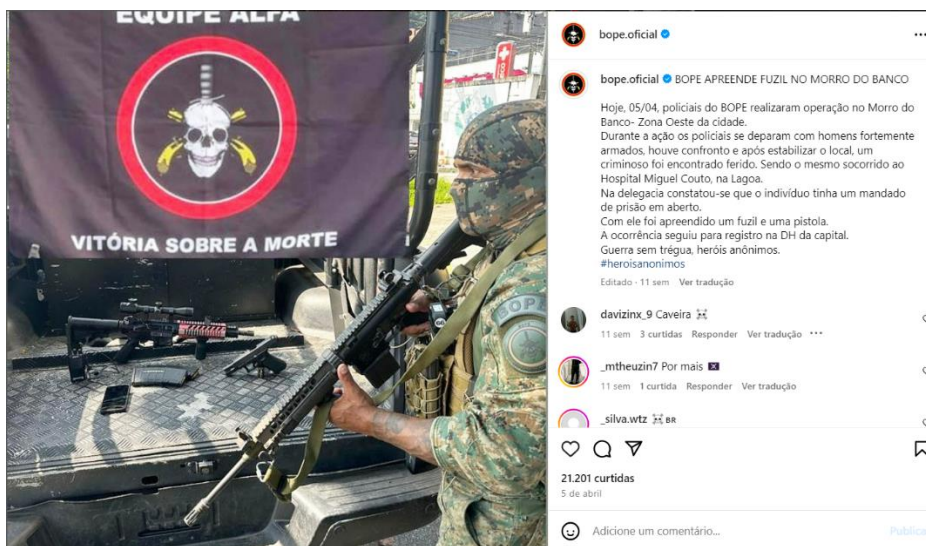 EQUIPE ALFA
VITÓRIA SOBRE A MORTE
BOPE
bope.oficial
bope.oficial BOPE APREENDE FUZIL NO MORRO DO BANCO
Hoje, 05/04, policiais do BOPE realizaram operação no Morro do
Banco- Zona Oeste da cidade.
Durante a ação os policiais se deparam com homens fortemente
armados, houve confronto e após estabilizar o local, um
criminoso foi encontrado ferido. Sendo o mesmo socorrido ao
Hospital Miguel Couto, na Lagoa.
Na delegacia constatou-se que o indivíduo tinha um mandado
de prisão em aberto.
Com ele foi apreendido um fuzil e uma pistola.
A ocorrência seguiu para registro na DH da capital.
Guerra sem trégua, heróis anônimos.
#heroisanonimos
Editado · 11 sem Ver tradução
davizinx_9 Caveira ☠️
11 sem 3 curtidas Responder Ver tradução ···
_mtheuzin7 Por mais
11 sem 1 curtida Responder Ver tradução
_silva.wtz ☠️ BR
21.201 curtidas
5 de abril
Adicione um comentário...
Publicar